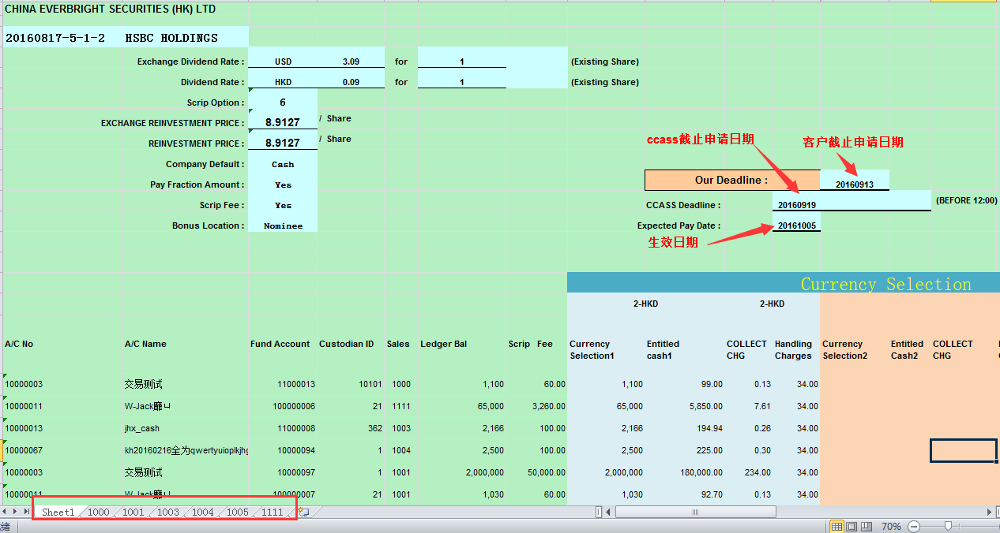 CHINA EVERBRIGHT SECURITIES (HK) LTD
20160817-5-1-2 HSBC HOLDINGS
Exchange Dividend Rate : USD 3.09 for 1 (Existing Share)
Dividend Rate : HKD 0.09 for 1 (Existing Share)
Scrip Option : 6
EXCHANGE REINVESTMENT PRICE : 8.9127 / Share
REINVESTMENT PRICE : 8.9127 / Share
ccass截止申请日期 客户截止申请日期
Company Default : Cash
Our Deadline : 20160913
Pay Fraction Amount : Yes
Scrip Fee : Yes CCASS Deadline : 20160919 (BEFORE 12:00)
Bonus Location : Nominee Expected Pay Date : 20161005
生效日期
Currency Selection
2-HKD 2-HKD
A/C No A/C Name Fund Account Custodian ID Sales Ledger Bal Scrip Fee Currency Entitled COLLECT Handling Currency Entitled COLLECT
Selection1 cash1 CHG Charges Selection2 Cash2 CHG
10000003 交易测试 11000013 10101 1000 1,100 60.00 1,100 99.00 0.13 34.00
10000011 W-Jack 100000006 21 1111 65,000 3,260.00 65,000 5,850.00 7.61 34.00
10000013 jhx_cash 11000008 362 1003 2,166 100.00 2,166 194.94 0.26 34.00
10000067 kh20160216全为qwertyuioplkjhg 10000094 1 1004 2,500 100.00 2,500 225.00 0.30 34.00
10000003 交易测试 10000097 1 1001 2,000,000 50,000.00 2,000,000 180,000.00 234.00 34.00
10000011 W-Jack 100000007 21 1001 1,030 60.00 1,030 92.70 0.13 34.00
Sheet1 1000 1001 1003 1004 1005 1111
绪 70%